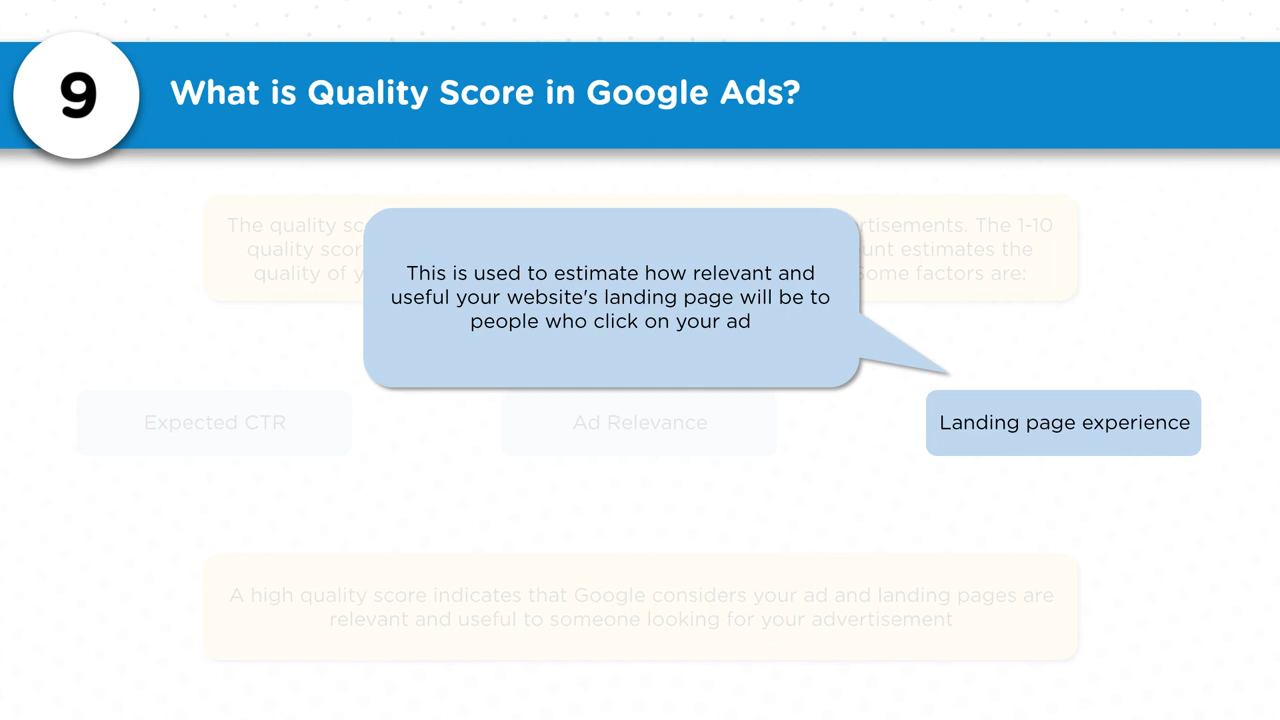 9
What is Quality Score in Google Ads?
The quality sc rtisements. The 1-10
quality scor unt estimates the
quality of y Some factors are:
This is used to estimate how relevant and
useful your website's landing page will be to
people who click on your ad
Expected CTR
Ad Relevance
Landing page experience
A high quality score indicates that Google considers your ad and landing pages are
relevant and useful to someone looking for your advertisement